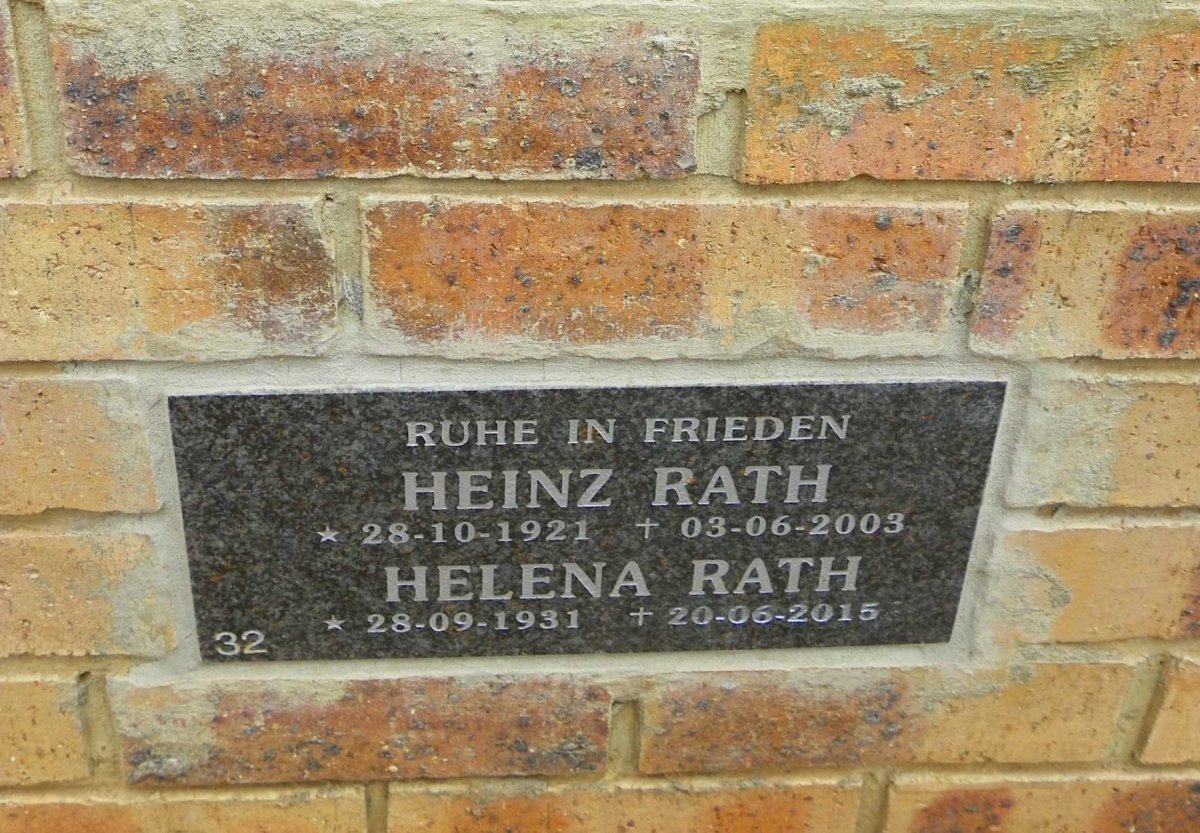 RUHE IN FRIEDEN
HEINZ RATH
★ 28-10-1921 † 03-06-2003
HELENA RATH
★ 28-09-1931 † 20-06-2015
32